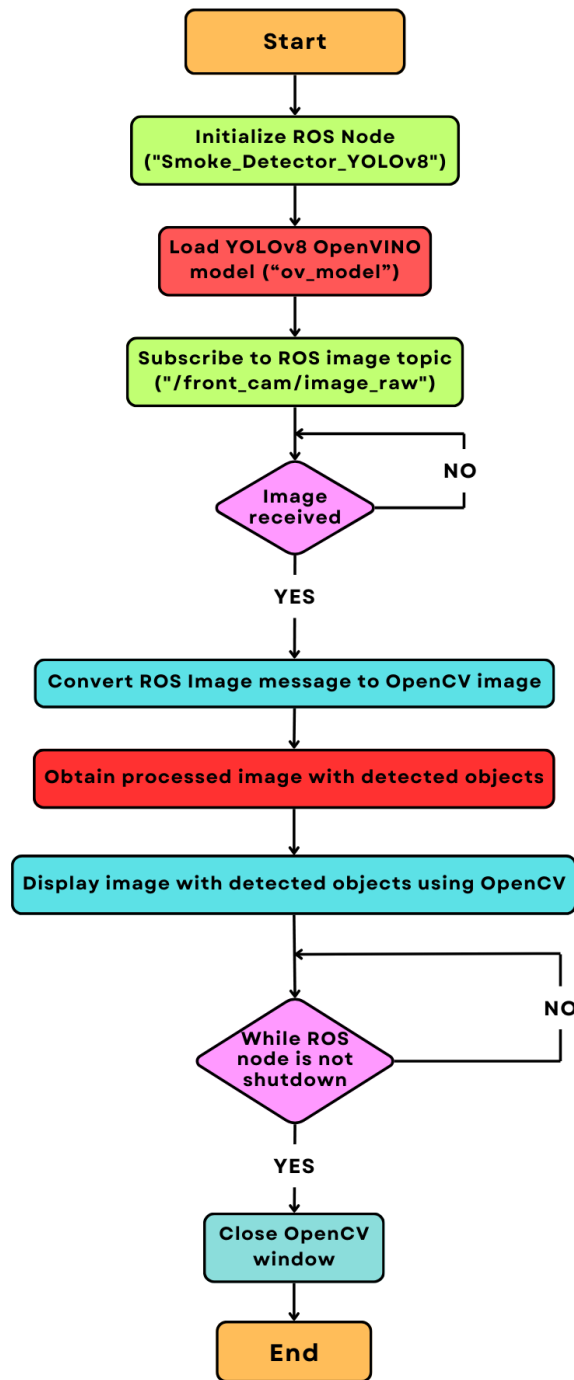 Start
Initialize ROS Node
("Smoke_Detector_YOLOv8")
Load YOLOv8 OpenVINO
model (“ov_model”)
Subscribe to ROS image topic
("/front_cam/image_raw")
NO
Image
received
YES
Convert ROS Image message to OpenCV image
Obtain processed image with detected objects
Display image with detected objects using OpenCV
NO
While ROS
node is not
shutdown
YES
Close OpenCV
window
End